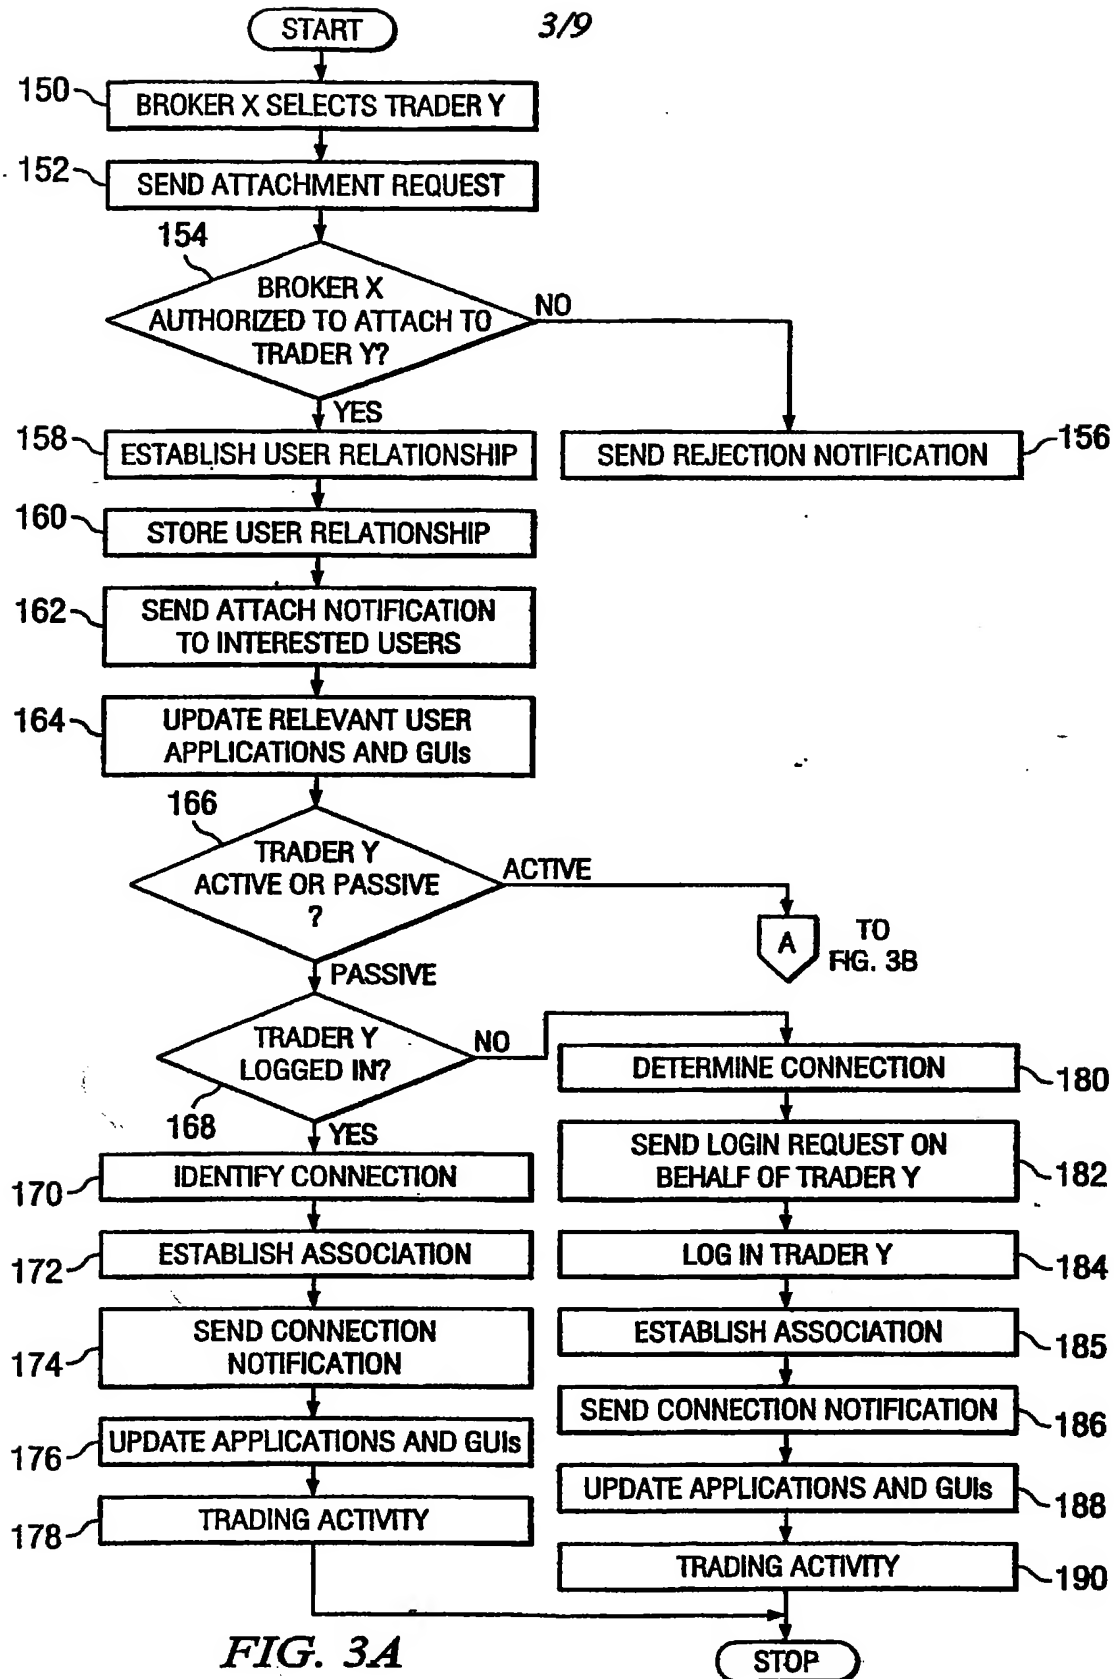 START
3/9
150
BROKER X SELECTS TRADER Y
152
SEND ATTACHMENT REQUEST
154
BROKER X
AUTHORIZED TO ATTACH TO
TRADER Y?
NO
YES
158
ESTABLISH USER RELATIONSHIP
SEND REJECTION NOTIFICATION
156
160
STORE USER RELATIONSHIP
162
SEND ATTACH NOTIFICATION
TO INTERESTED USERS
164
UPDATE RELEVANT USER
APPLICATIONS AND GUIs
166
TRADER Y
ACTIVE OR PASSIVE
?
ACTIVE
A
TO
FIG. 3B
PASSIVE
TRADER Y
LOGGED IN?
NO
168
YES
DETERMINE CONNECTION
180
SEND LOGIN REQUEST ON
BEHALF OF TRADER Y
182
170
IDENTIFY CONNECTION
172
ESTABLISH ASSOCIATION
LOG IN TRADER Y
184
174
SEND CONNECTION
NOTIFICATION
ESTABLISH ASSOCIATION
185
SEND CONNECTION NOTIFICATION
186
176
UPDATE APPLICATIONS AND GUIs
UPDATE APPLICATIONS AND GUIs
188
178
TRADING ACTIVITY
TRADING ACTIVITY
190
FIG. 3A
STOP